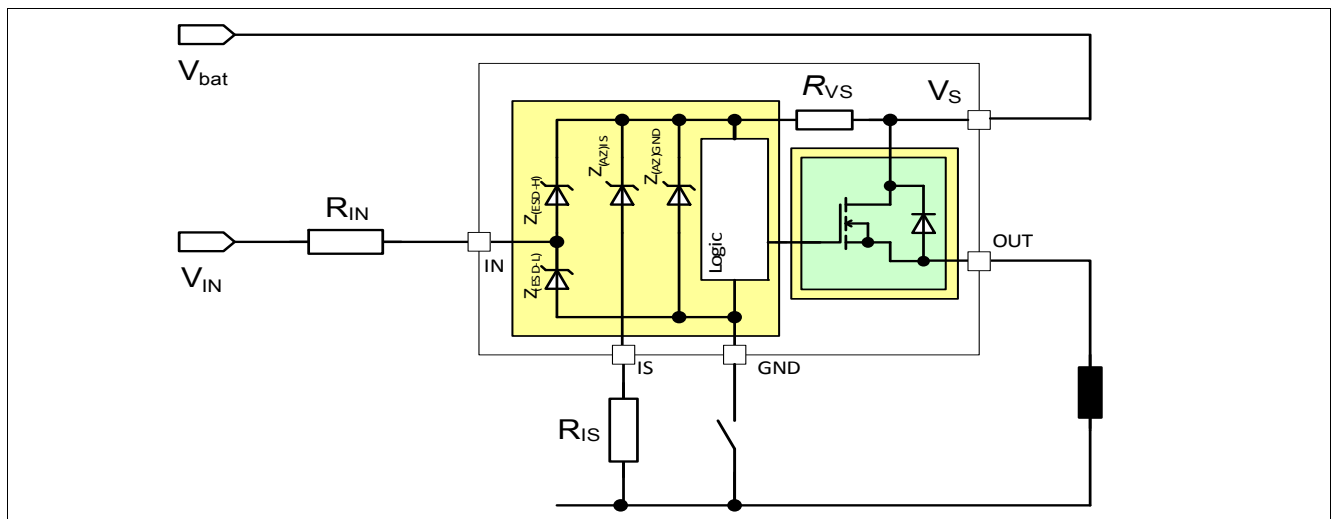 Vbat
RVS
VS
Z(AZ)IS
Z(AZ)GND
Z(ESD-H)
RIN
Logic
OUT
IN
VIN
Z(ESD-L)
IS
GND
RIS